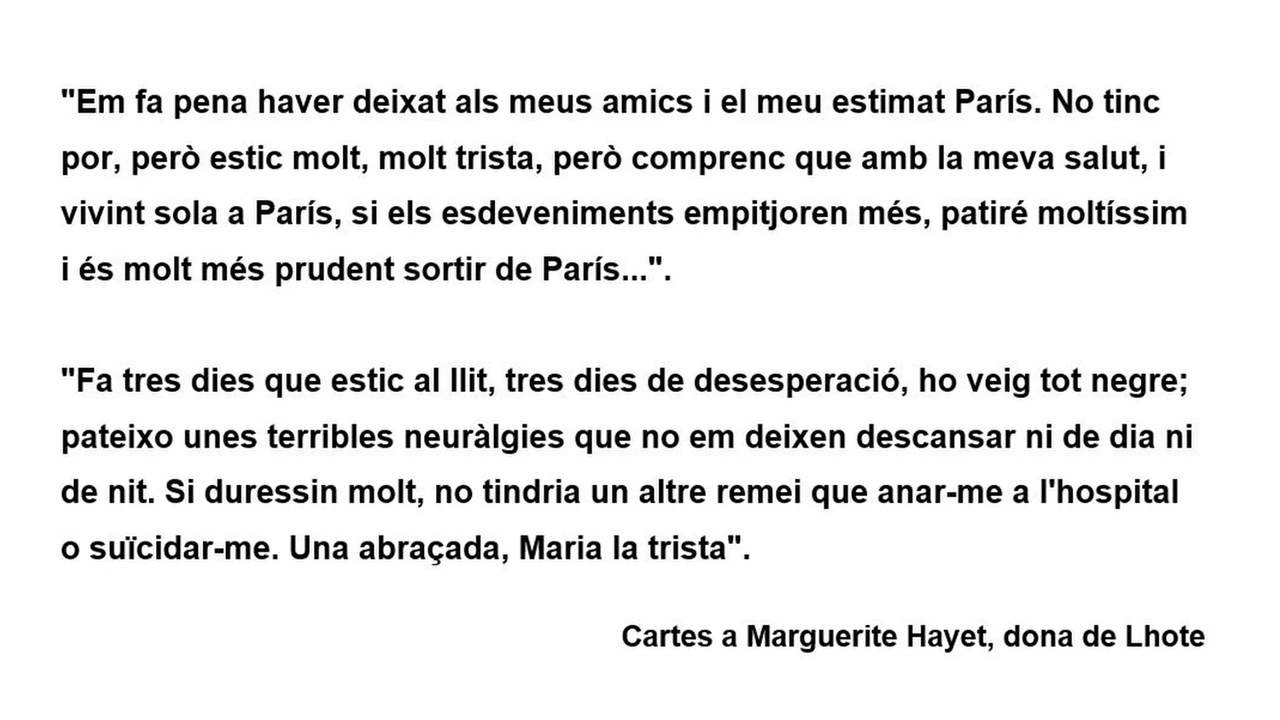 "Em fa pena haver deixat als meus amics i el meu estimat París. No tinc
por, però estic molt, molt trista, però comprenc que amb la meva salut, i
vivint sola a París, si els esdeveniments empitjoren més, patiré moltíssim
i és molt més prudent sortir de París...".
"Fa tres dies que estic al llit, tres dies de desesperació, ho veig tot negre;
pateixo unes terribles neuràlgies que no em deixen descansar ni de dia ni
de nit. Si duressin molt, no tindria un altre remei que anar-me a l'hospital
o suïcidar-me. Una abraçada, Maria la trista".
Cartes a Marguerite Hayet, dona de Lhote